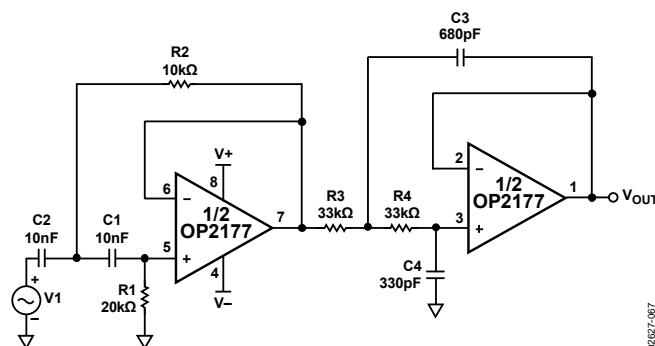 C3
680pF
R2
10kΩ
V+
6
–
8
1/2
OP2177
7
5
+
4
V–
C2
10nF
C1
10nF
R1
20kΩ
+
V1
–
R3
33kΩ
R4
33kΩ
2
–
1/2
OP2177
1
3
+
VOUT
C4
330pF
02627-067